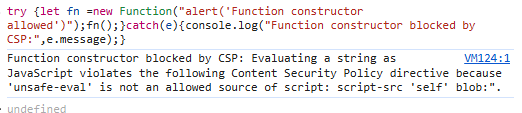 try {let fn =new Function("alert('Function constructor
allowed')");fn();}catch(e){console.log("Function constructor blocked by
CSP:",e.message);}
Function constructor blocked by CSP: Evaluating a string as VM124:1
JavaScript violates the following Content Security Policy directive because
'unsafe-eval' is not an allowed source of script: script-src 'self' blob:".
undefined